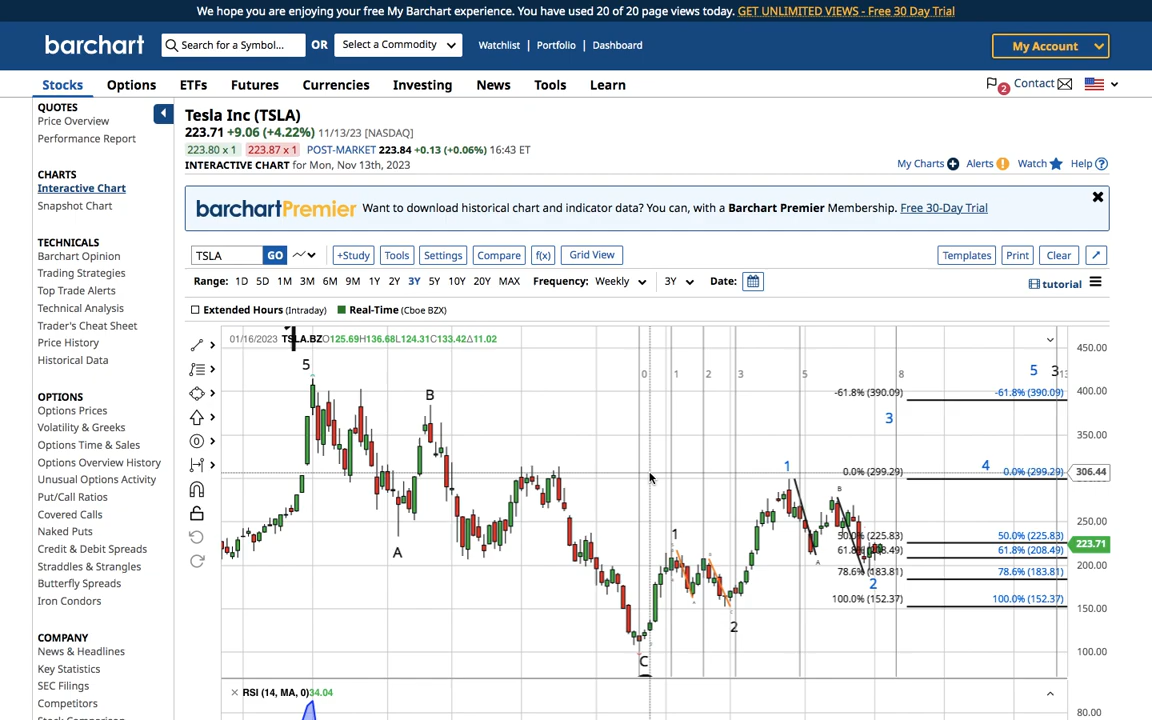 We hope you are enjoying your free My Barchart experience. You have used 20 of 20 page views today. GET UNLIMITED VIEWS - Free 30 Day Trial
barchart Search for a Symbol... OR Select a Commodity Watchlist | Portfolio | Dashboard My Account
Stocks Options ETFs Futures Currencies Investing News Tools Learn 2 Contact
QUOTES
Price Overview
Performance Report
CHARTS
Interactive Chart
Snapshot Chart
TECHNICALS
Barchart Opinion
Trading Strategies
Top Trade Alerts
Technical Analysis
Trader's Cheat Sheet
Price History
Historical Data
OPTIONS
Options Prices
Volatility & Greeks
Options Time & Sales
Options Overview History
Unusual Options Activity
Put/Call Ratios
Covered Calls
Naked Puts
Credit & Debit Spreads
Straddles & Strangles
Butterfly Spreads
Iron Condors
COMPANY
News & Headlines
Key Statistics
SEC Filings
Competitors
Stock Comparison
Tesla Inc (TSLA)
223.71 +9.06 (+4.22%) 11/13/23 [NASDAQ]
223.80 x 1 223.87 x 1 POST-MARKET 223.84 +0.13 (+0.06%) 16:43 ET
INTERACTIVE CHART for Mon, Nov 13th, 2023
My Charts Alerts Watch Help
barchartPremier Want to download historical chart and indicator data? You can, with a Barchart Premier Membership. Free 30-Day Trial
TSLA GO +Study Tools Settings Compare f(x) Grid View Templates Print Clear
Range: 1D 5D 1M 3M 6M 9M 1Y 2Y 3Y 5Y 10Y 20Y MAX Frequency: Weekly 3Y Date: tutorial
Extended Hours (Intraday) Real-Time (Cboe BZX)
01/16/2023 TSLA.BZ O125.69 H136.68 L124.31 C133.42 Δ11.02
450.00
5 0 1 2 3 5 8 5 3 13
-61.8% (390.09) -61.8% (390.09) 400.00
B 3
350.00
1 4
0.0% (299.29) 0.0% (299.29) 306.44
B
250.00
A 1 50.0% (225.83) 50.0% (225.83) 223.71
61.8% (208.49) 61.8% (208.49)
A 200.00
78.6% (183.81) 78.6% (183.81)
2
100.0% (152.37) 100.0% (152.37) 150.00
2
C 100.00
RSI (14, MA, 0) 34.04
80.00